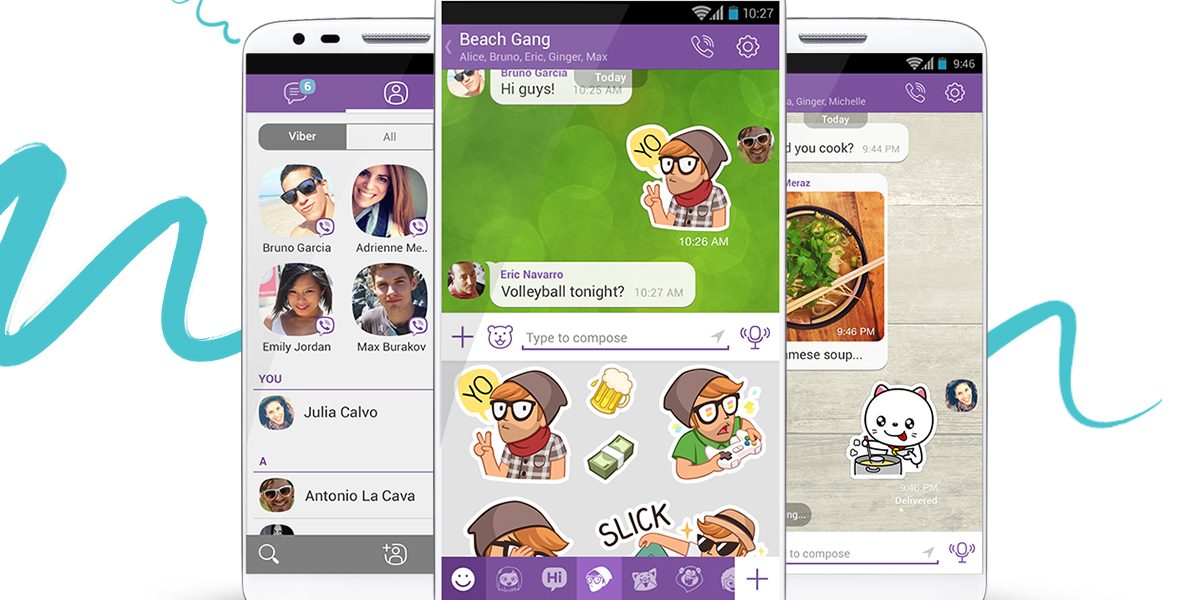 6
Viber
All
Bruno Garcia
Adrienne Me..
Emily Jordan
Max Burakov
YOU
Julia Calvo
A
Antonio La Cava
10:27
Beach Gang
Alice, Bruno, Eric, Ginger, Max
Bruno Garcia
Today
Hi guys! 10:25 AM
YO
10:26 AM
Eric Navarro
Volleyball tonight? 10:27 AM
Type to compose
YO
SLICK
Hi
9:46
a, Ginger, Michelle
Today
d you cook? 9:44 PM
Meraz
9:46 PM
amese soup...
9:46 PM
Delivered
ng...
to compose